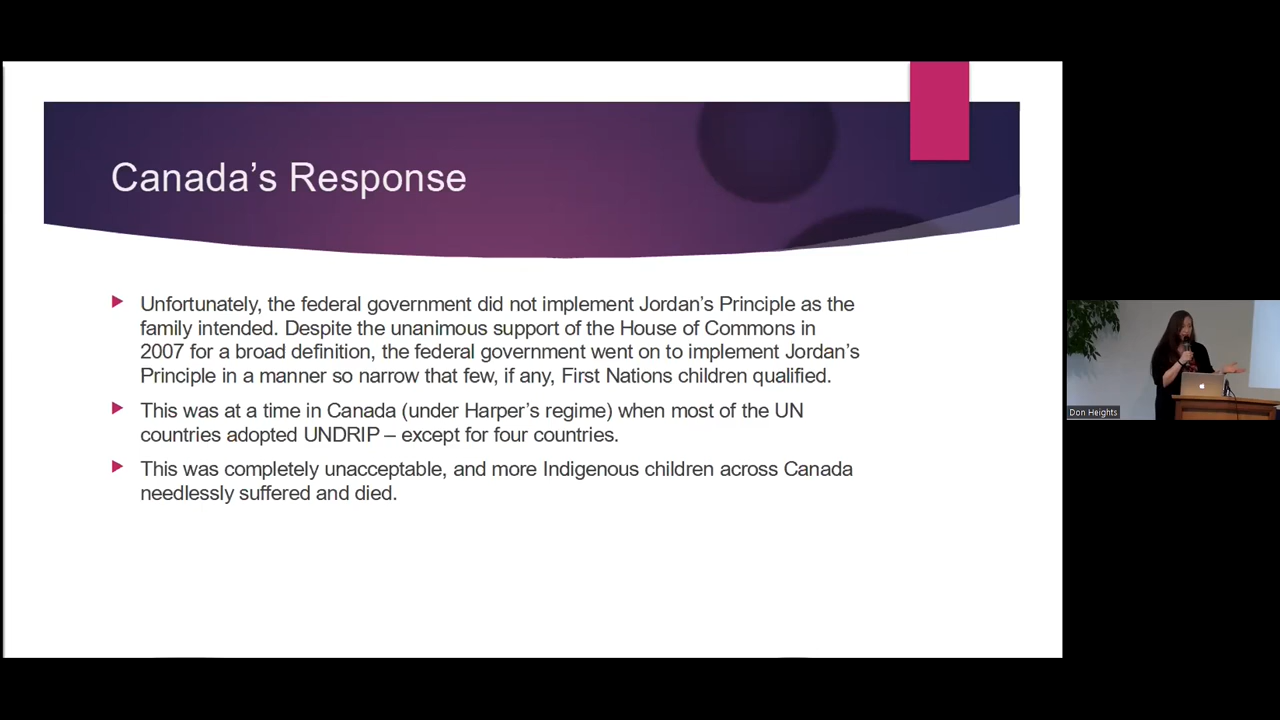 Canada’s Response
Unfortunately, the federal government did not implement Jordan’s Principle as the
family intended. Despite the unanimous support of the House of Commons in
2007 for a broad definition, the federal government went on to implement Jordan’s
Principle in a manner so narrow that few, if any, First Nations children qualified.
This was at a time in Canada (under Harper’s regime) when most of the UN
countries adopted UNDRIP – except for four countries.
This was completely unacceptable, and more Indigenous children across Canada
needlessly suffered and died.
Don Heights